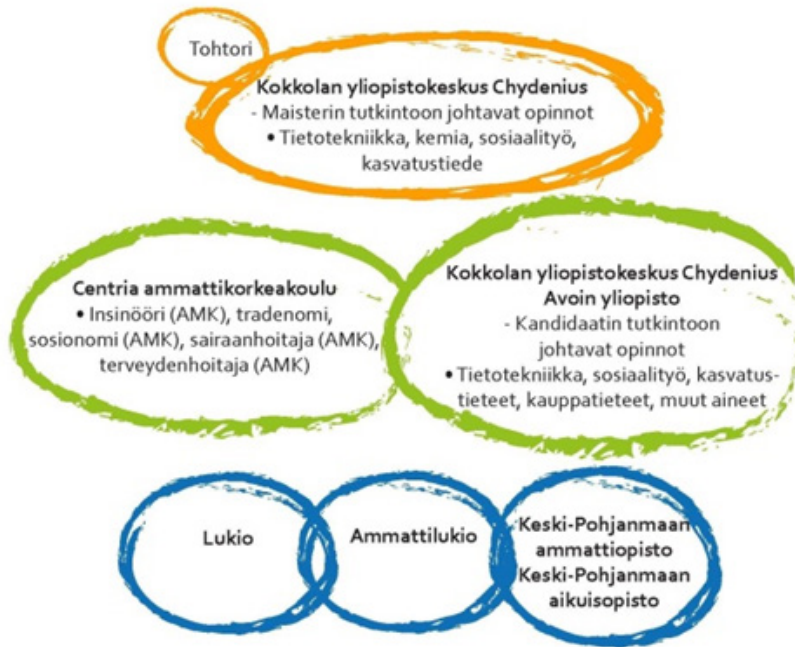 Tohtori
Kokkolan yliopistokeskus Chydenius
- Maisterin tutkintoon johtavat opinnot
• Tietotekniikka, kemia, sosiaalityö,
kasvatustiede
Centria ammattikorkeakoulu
• Insinööri (AMK), tradenomi,
sosionomi (AMK), sairaanhoitaja (AMK),
terveydenhoitaja (AMK)
Kokkolan yliopistokeskus Chydenius
Avoin yliopisto
- Kandidaatin tutkintoon
johtavat opinnot
• Tietotekniikka, sosiaalityö, kasvatus-
tieteet, kauppatieteet, muut aineet
Lukio
Ammattilukio
Keski-Pohjanmaan
ammattiopisto
Keski-Pohjanmaan
aikuisopisto